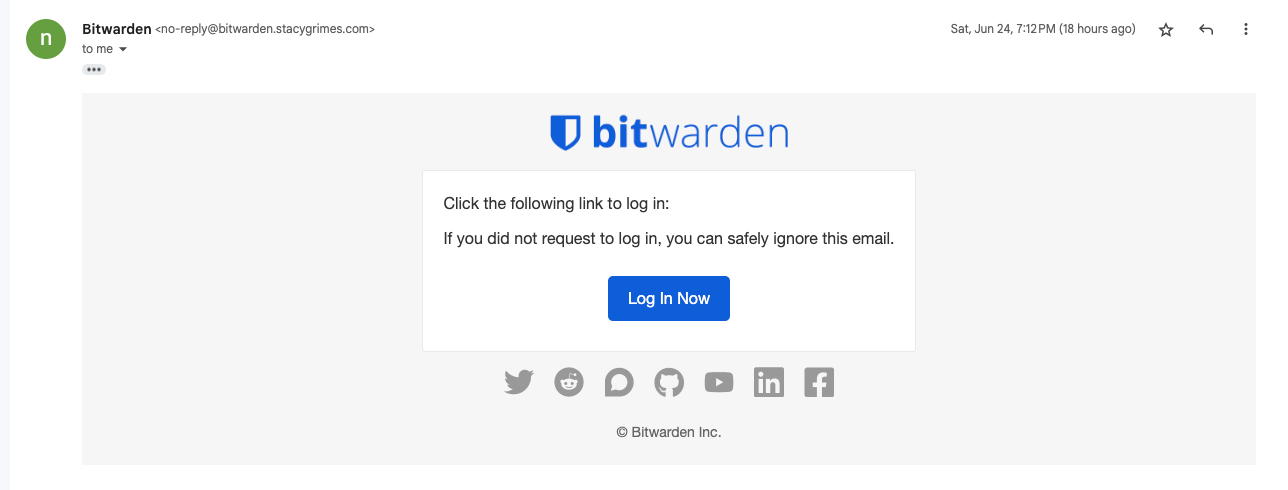 n
Bitwarden <no-reply@bitwarden.stacygrimes.com>
Sat, Jun 24, 7:12 PM (18 hours ago)
to me
bitwarden
Click the following link to log in:
If you did not request to log in, you can safely ignore this email.
Log In Now
in
© Bitwarden Inc.